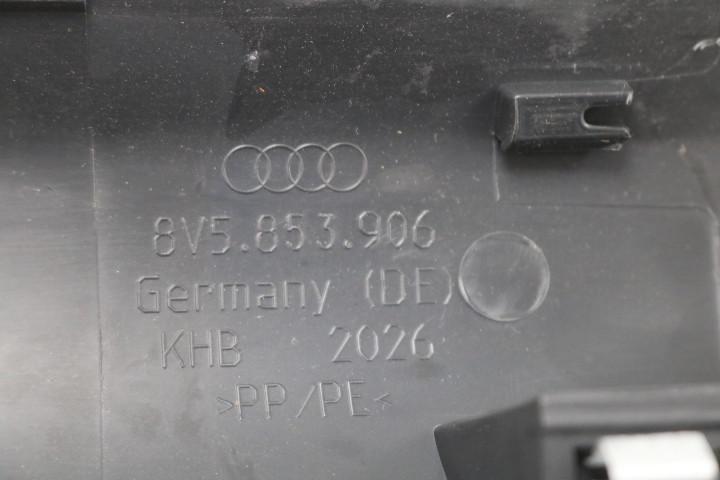 8V5.853.906
Germany (DE)
KHB 2026
>PP/PE<